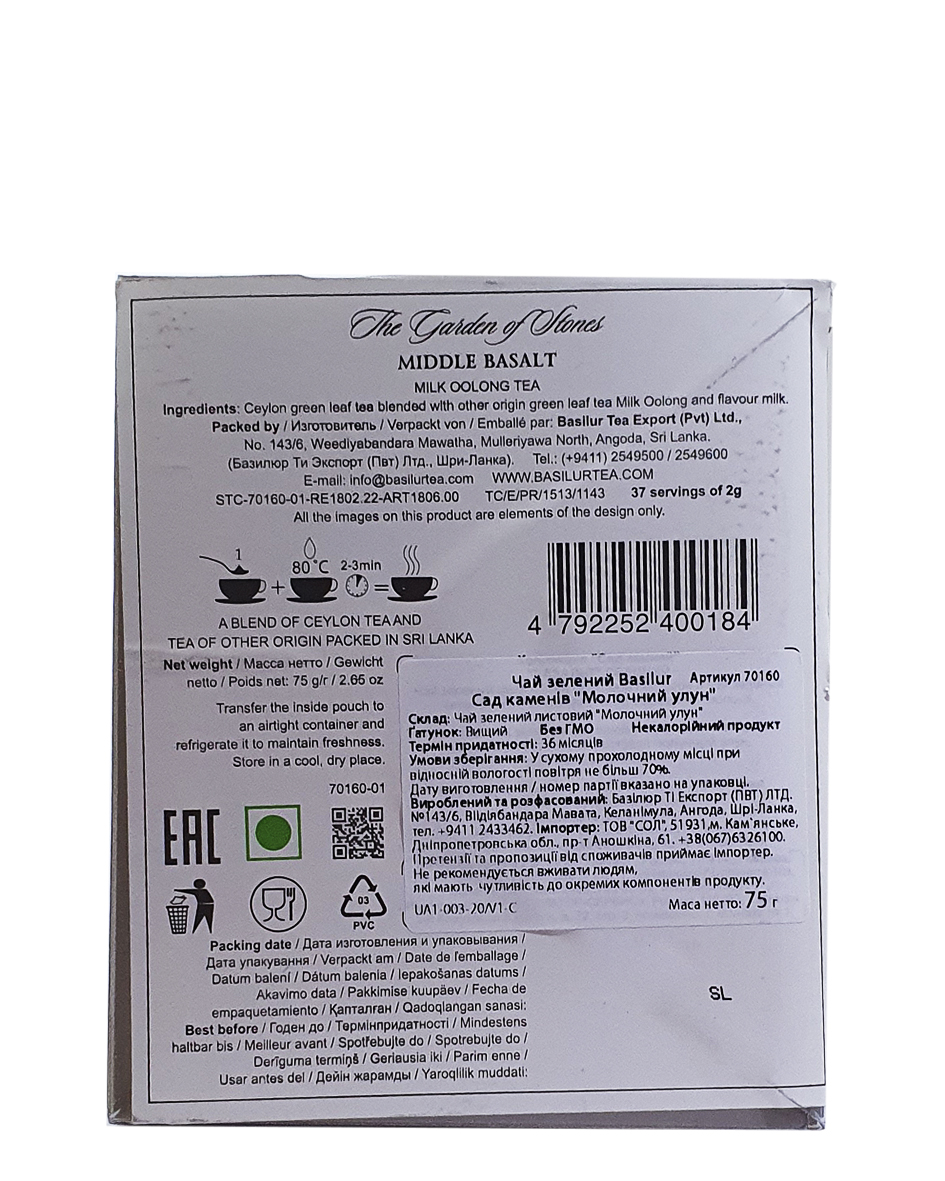 The Garden of Stones
MIDDLE BASALT
MILK OOLONG TEA
Ingredients: Ceylon green leaf tea blended with other origin green leaf tea Milk Oolong and flavour milk.
Packed by / Изготовитель / Verpackt von / Emballé par: Basilur Tea Export (Pvt) Ltd.,
No. 143/6, Weediyabandara Mawatha, Mulleriyawa North, Angoda, Sri Lanka.
(Базилюр Ти Экспорт (Пвт) Лтд., Шри-Ланка). Tel.: (+9411) 2549500 / 2549600
E-mail: info@basilurtea.com WWW.BASILURTEA.COM
STC-70160-01-RE1802.22-ART1806.00 TC/E/PR/1513/1143 37 servings of 2g
All the images on this product are elements of the design only.
1
80°C 2-3min
+ =
A BLEND OF CEYLON TEA AND
TEA OF OTHER ORIGIN PACKED IN SRI LANKA
4 792252 400184
Net weight / Масса нетто / Gewicht
netto / Poids net: 75 g/г / 2.65 oz
Transfer the inside pouch to
an airtight container and
refrigerate it to maintain freshness.
Store in a cool, dry place.
70160-01
EAC
03
PVC
Чай зелений Basilur Артикул 70160
Сад каменів "Молочний улун"
Склад: Чай зелений листовий "Молочний улун"
Ґатунок: Вищий Без ГМО Некалорійний продукт
Термін придатності: 36 місяців
Умови зберігання: У сухому прохолодному місці при
відносній вологості повітря не більш 70%.
Дату виготовлення / номер партії вказано на упаковці.
Вироблений та розфасований: Базілюр ТІ Експорт (ПВТ) ЛТД.
№143/6, Віідіябандара Мавата, Келанімула, Ангода, Шрі-Ланка,
тел. +9411 2433462. Імпортер: ТОВ "СОЛ", 51931,м. Кам`янське,
Дніпропетровська обл., пр-т Аношкіна, 61. +38(067)6326100.
Претензії та пропозиції від споживачів приймає Імпортер.
Не рекомендується вживати людям,
які мають чутливість до окремих компонентів продукту.
UA1-003-20/V1-C Маса нетто: 75 г
Packing date / Дата изготовления и упаковывания /
Дата упакування / Verpackt am / Date de l'emballage /
Datum balení / Dátum balenia / Iepakošanas datums /
Akavimo data / Pakkimise kuupäev / Fecha de
empaquetamiento / Қапталған / Qadoqlangan sanasi:
Best before / Годен до / Термінпридатності / Mindestens
haltbar bis / Meilleur avant / Spotřebujte do / Spotrebujte do /
Derīguma termiņš / Geriausia iki / Parim enne /
Usar antes del / Дейін жарамды / Yaroqlilik muddati:
SL